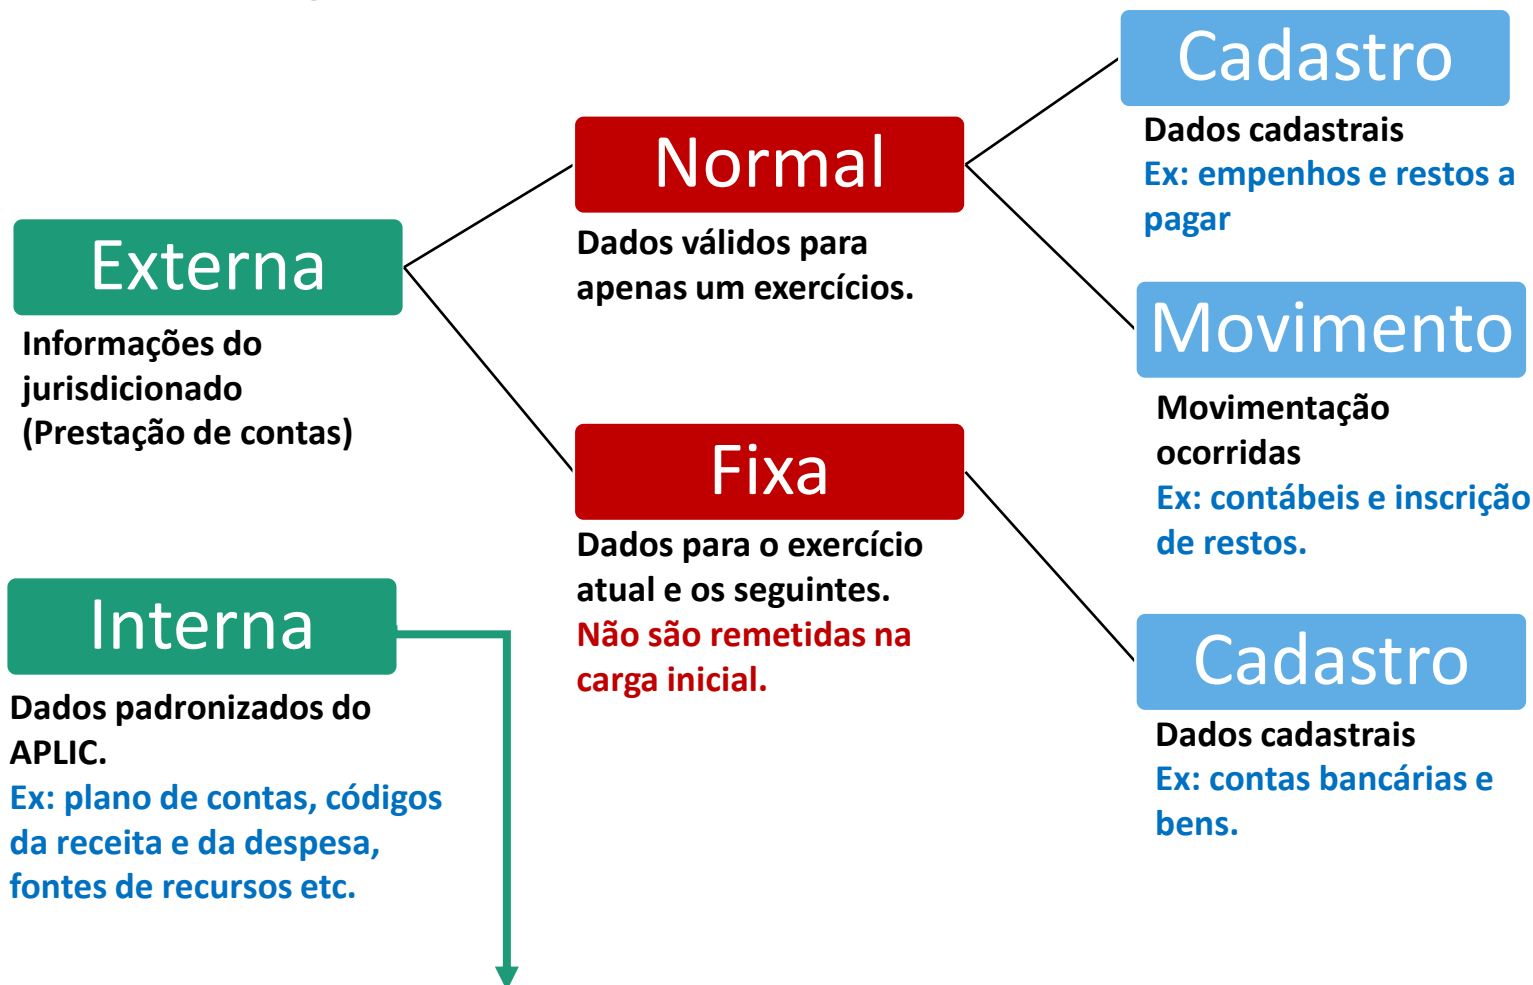 Externa
Informações do
jurisdicionado
(Prestação de contas)
Normal
Dados válidos para
apenas um exercícios.
Cadastro
Dados cadastrais
Ex: empenhos e restos a
pagar
Movimento
Movimentação
ocorridas
Ex: contábeis e inscrição
de restos.
Fixa
Dados para o exercício
atual e os seguintes.
Não são remetidas na
carga inicial.
Cadastro
Dados cadastrais
Ex: contas bancárias e
bens.
Interna
Dados padronizados do
APLIC.
Ex: plano de contas, códigos
da receita e da despesa,
fontes de recursos etc.